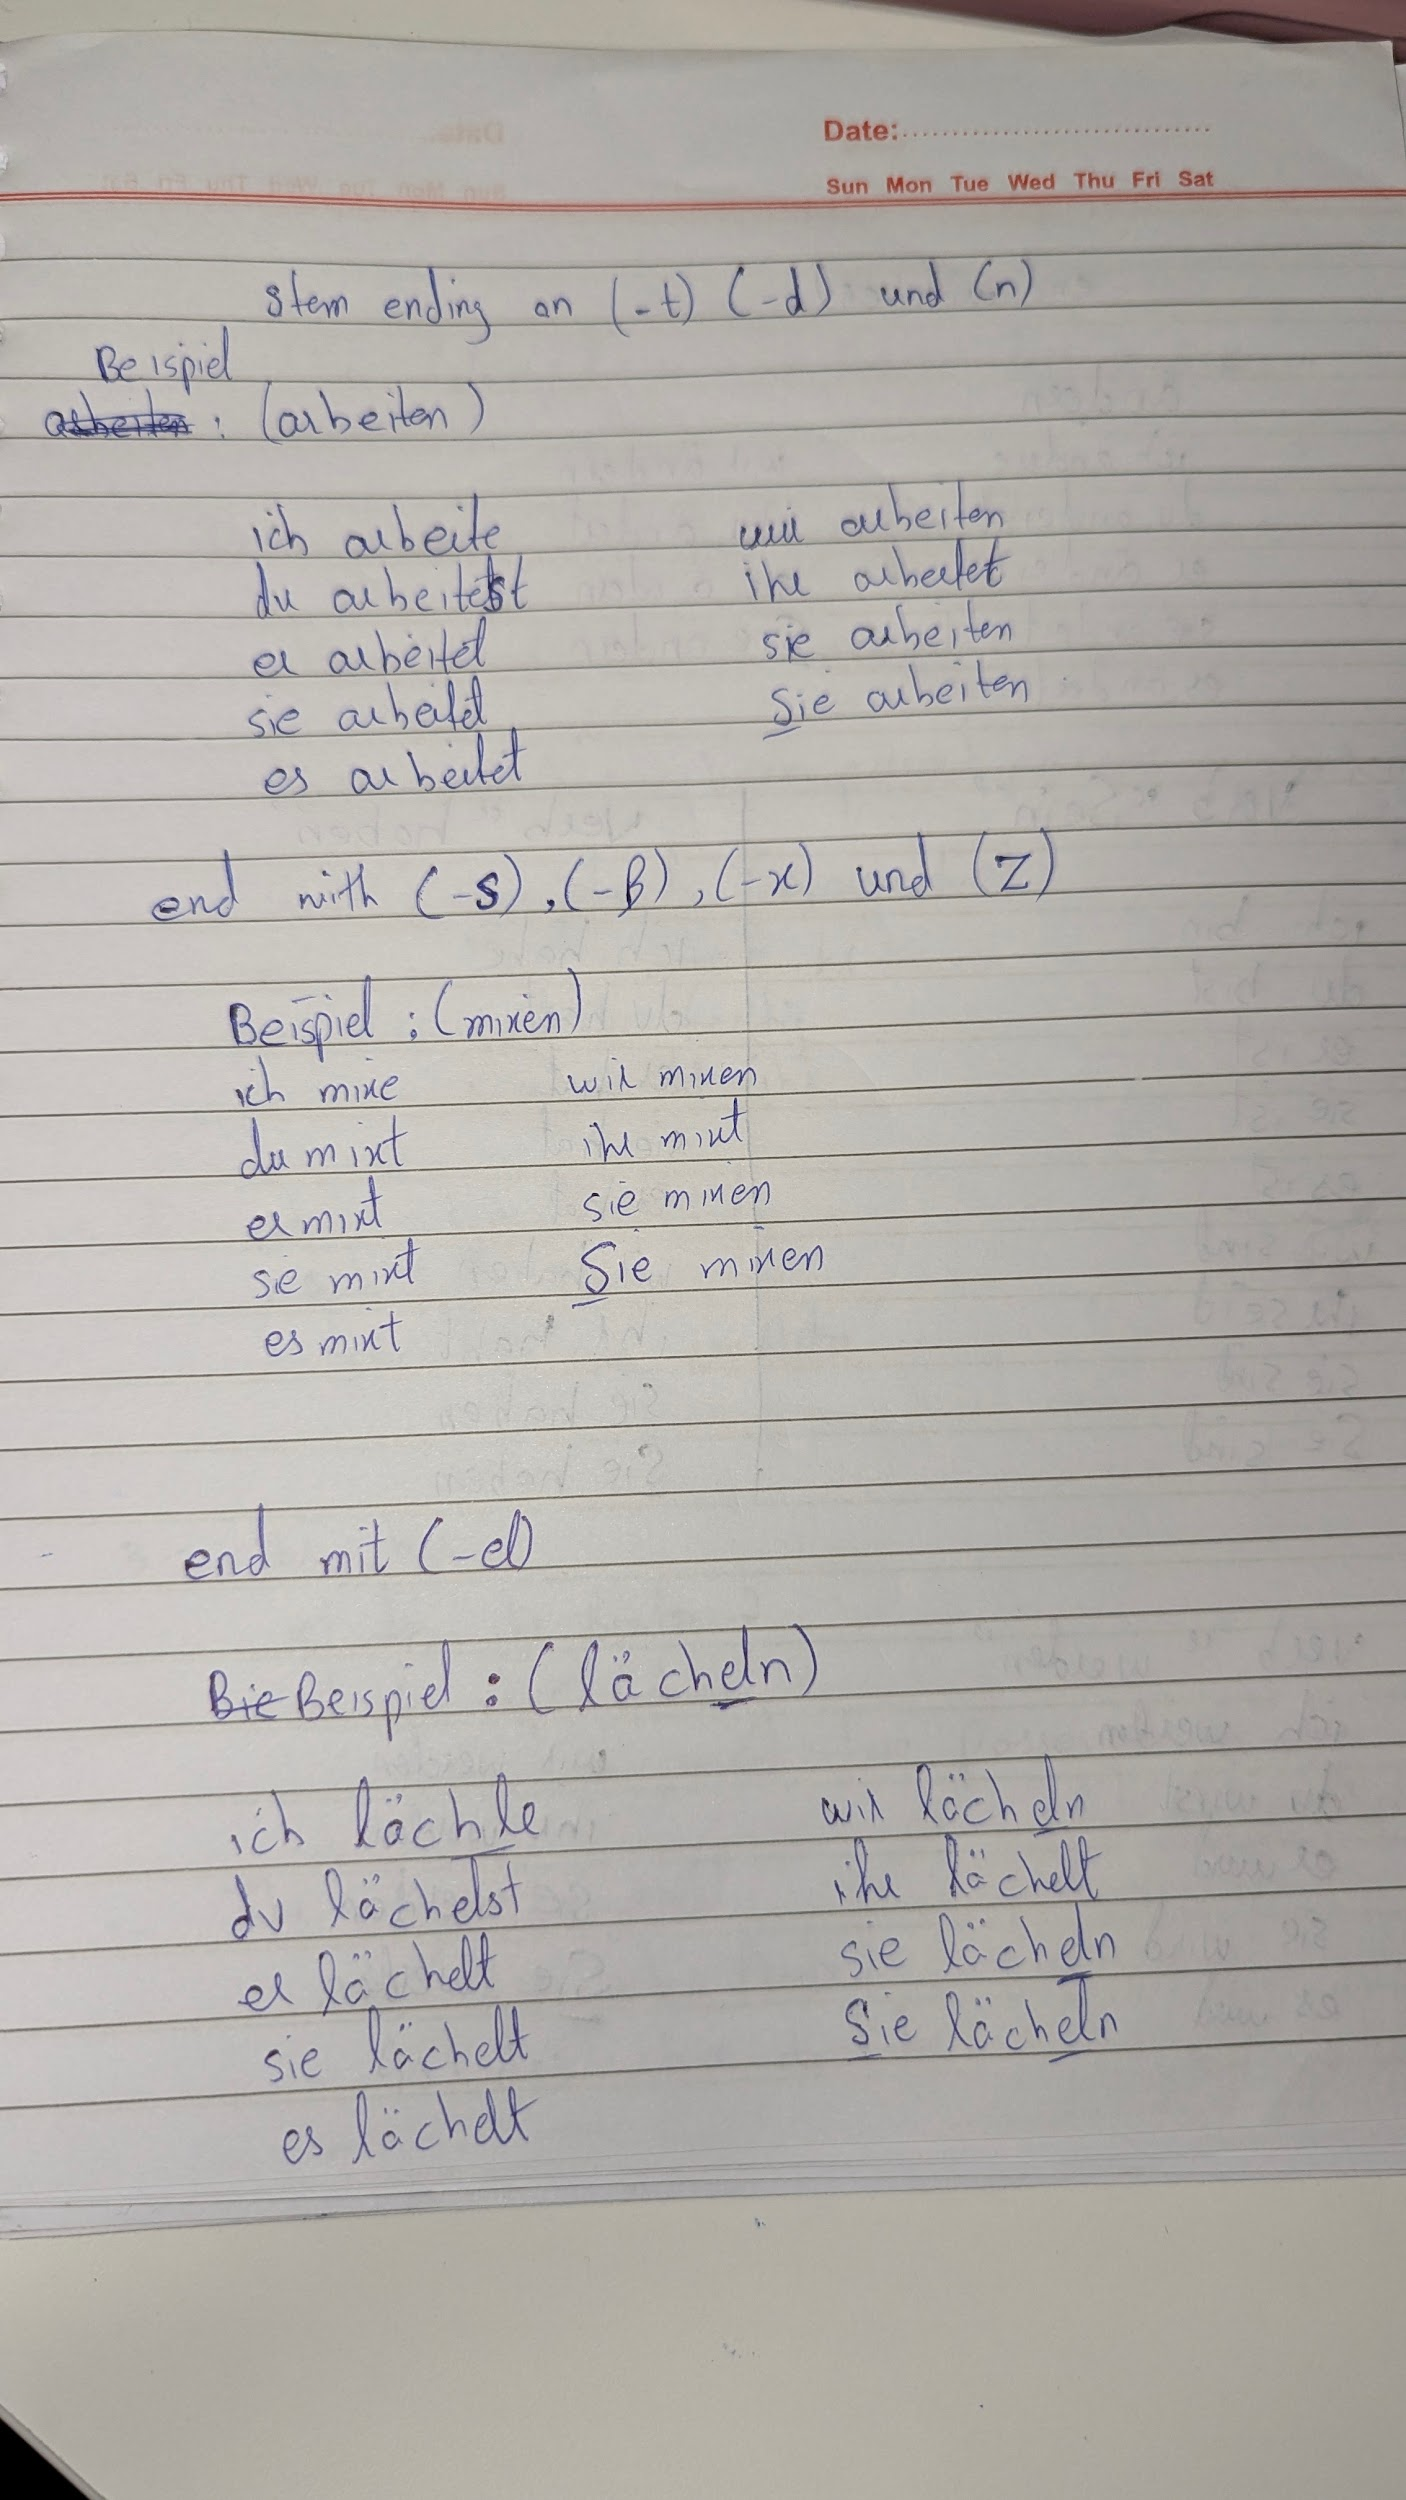 Date:
Sun Mon Tue Wed Thu Fri Sat
stem ending on (-t) (-d) und (n)
Beispiel
arbeiten : (arbeiten)
ich arbeite wir arbeiten
du arbeitetst ihr arbeitet
er arbeitet sie arbeiten
sie arbeitet Sie arbeiten
es arbeitet
end with (-s), (-β), (-x) und (Z)
Beispiel : (mixen)
ich mixe wir mixen
du mixt ihr mixt
er mixt sie mixen
sie mixt Sie mixen
es mixt
end mit (-el)
Bie Beispiel : (lächeln)
ich lächle wir lächeln
du lächelst ihr lächelt
er lächelt sie lächeln
sie lächelt Sie lächeln
es lächelt